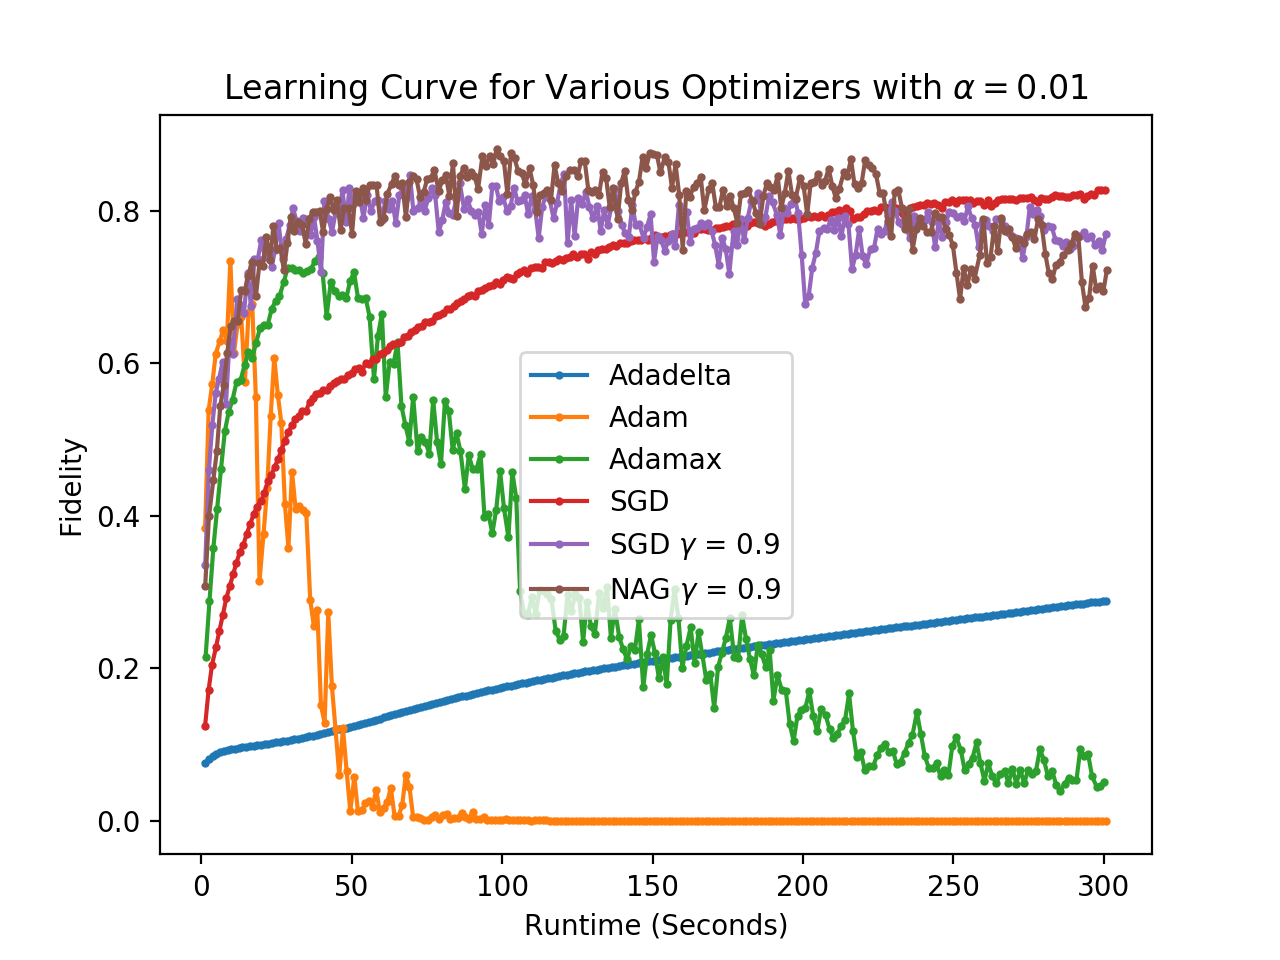 Learning Curve for Various Optimizers with α = 0.01
Fidelity
0.8
0.6
0.4
0.2
0.0
Adadelta
Adam
Adamax
SGD
SGD γ = 0.9
NAG γ = 0.9
0 50 100 150 200 250 300
Runtime (Seconds)